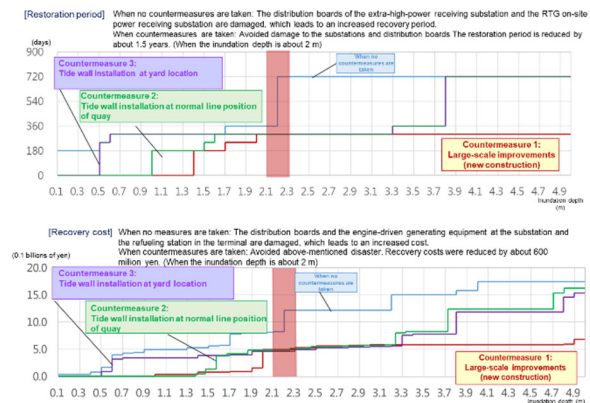 [Restoration period] When no countermeasures are taken: The distribution boards of the extra-high-power receiving substation and the RTG on-site
power receiving substation are damaged, which leads to an increased recovery period.
When countermeasures are taken: Avoided damage to the substations and distribution boards The restoration period is reduced by
about 1.5 years. (When the inundation depth is about 2 m)
(days)
900
720
540
360
180
0
Countermeasure 3:
Tide wall installation at yard location
Countermeasure 2:
Tide wall installation at normal line position
of quay
When no
countermeasures are
taken
Countermeasure 1:
Large-scale improvements
(new construction)
0.1 0.3 0.5 0.7 0.9 1.1 1.3 1.5 1.7 1.9 2.1 2.3 2.5 2.7 2.9 3.1 3.3 3.5 3.7 3.9 4.1 4.3 4.5 4.7 4.9
Inundation depth
(m)
[Recovery cost] When no measures are taken: The distribution boards and the engine-driven generating equipment at the substation and
the refueling station in the terminal are damaged, which leads to an increased cost.
When countermeasures are taken: Avoided above-mentioned disaster. Recovery costs were reduced by about 600
million yen. (When the inundation depth is about 2 m)
(0.1 billions of yen)
20.0
15.0
10.0
5.0
0.0
Countermeasure 3:
Tide wall installation at yard location
Countermeasure 2:
Tide wall installation at normal line position
of quay
When no
countermeasures are
taken
Countermeasure 1:
Large-scale improvements
(new construction)
0.1 0.3 0.5 0.7 0.9 1.1 1.3 1.5 1.7 1.9 2.1 2.3 2.5 2.7 2.9 3.1 3.3 3.5 3.7 3.9 4.1 4.3 4.5 4.7 4.9
Inundation depth (m)